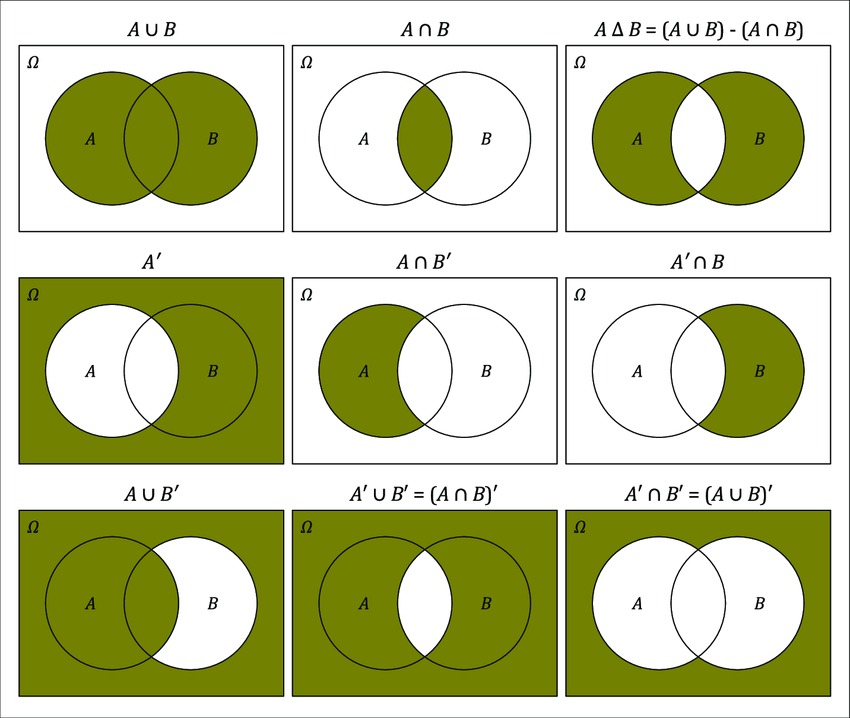 A ∪ B
A ∩ B
A Δ B = (A ∪ B) - (A ∩ B)
Ω
A
B
Ω
A
B
Ω
A
B
A′
A ∩ B′
A′ ∩ B
Ω
A
B
Ω
A
B
Ω
A
B
A ∪ B′
A′ ∪ B′ = (A ∩ B)′
A′ ∩ B′ = (A ∪ B)′
Ω
A
B
Ω
A
B
Ω
A
B